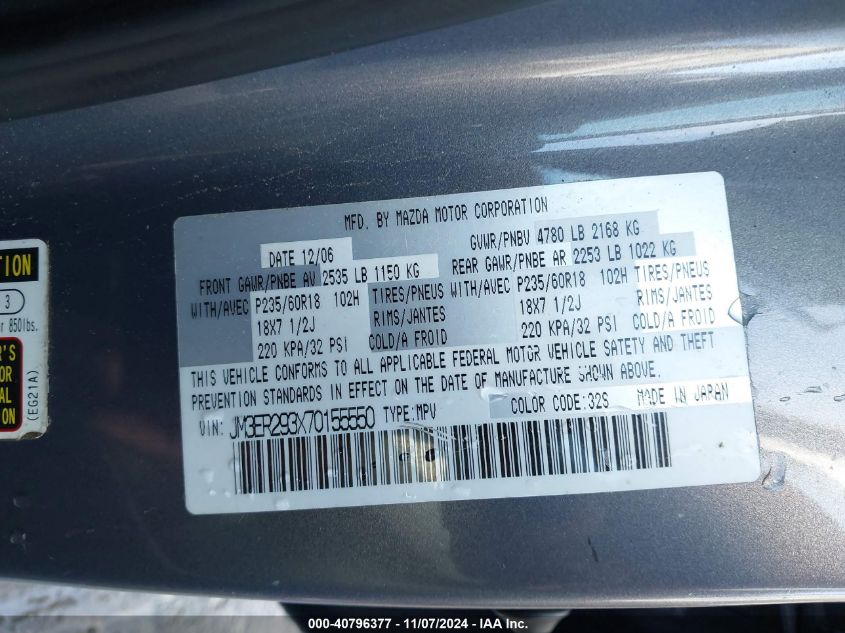 MFD. BY MAZDA MOTOR CORPORATION
DATE 12/06 GVWR/PNBV 4780 LB 2168 KG
FRONT GAWR/PNBE AV 2535 LB 1150 KG REAR GAWR/PNBE AR 2253 LB 1022 KG
WITH/AVEC P235/60R18 102H TIRES/PNEUS WITH/AVEC P235/60R18 102H TIRES/PNEUS
18X7 1/2J RIMS/JANTES 18X7 1/2J RIMS/JANTES
220 KPA/32 PSI COLD/A FROID 220 KPA/32 PSI COLD/A FROID
THIS VEHICLE CONFORMS TO ALL APPLICABLE FEDERAL MOTOR VEHICLE SAFETY AND THEFT
PREVENTION STANDARDS IN EFFECT ON THE DATE OF MANUFACTURE SHOWN ABOVE.
VIN: JM3ER293X70155550 TYPE:MPV COLOR CODE:32S MADE IN JAPAN
TION
3
r 850lbs.
R'S
OR
AL
ON
(EG21A)
000-40796377 - 11/07/2024 - IAA Inc.